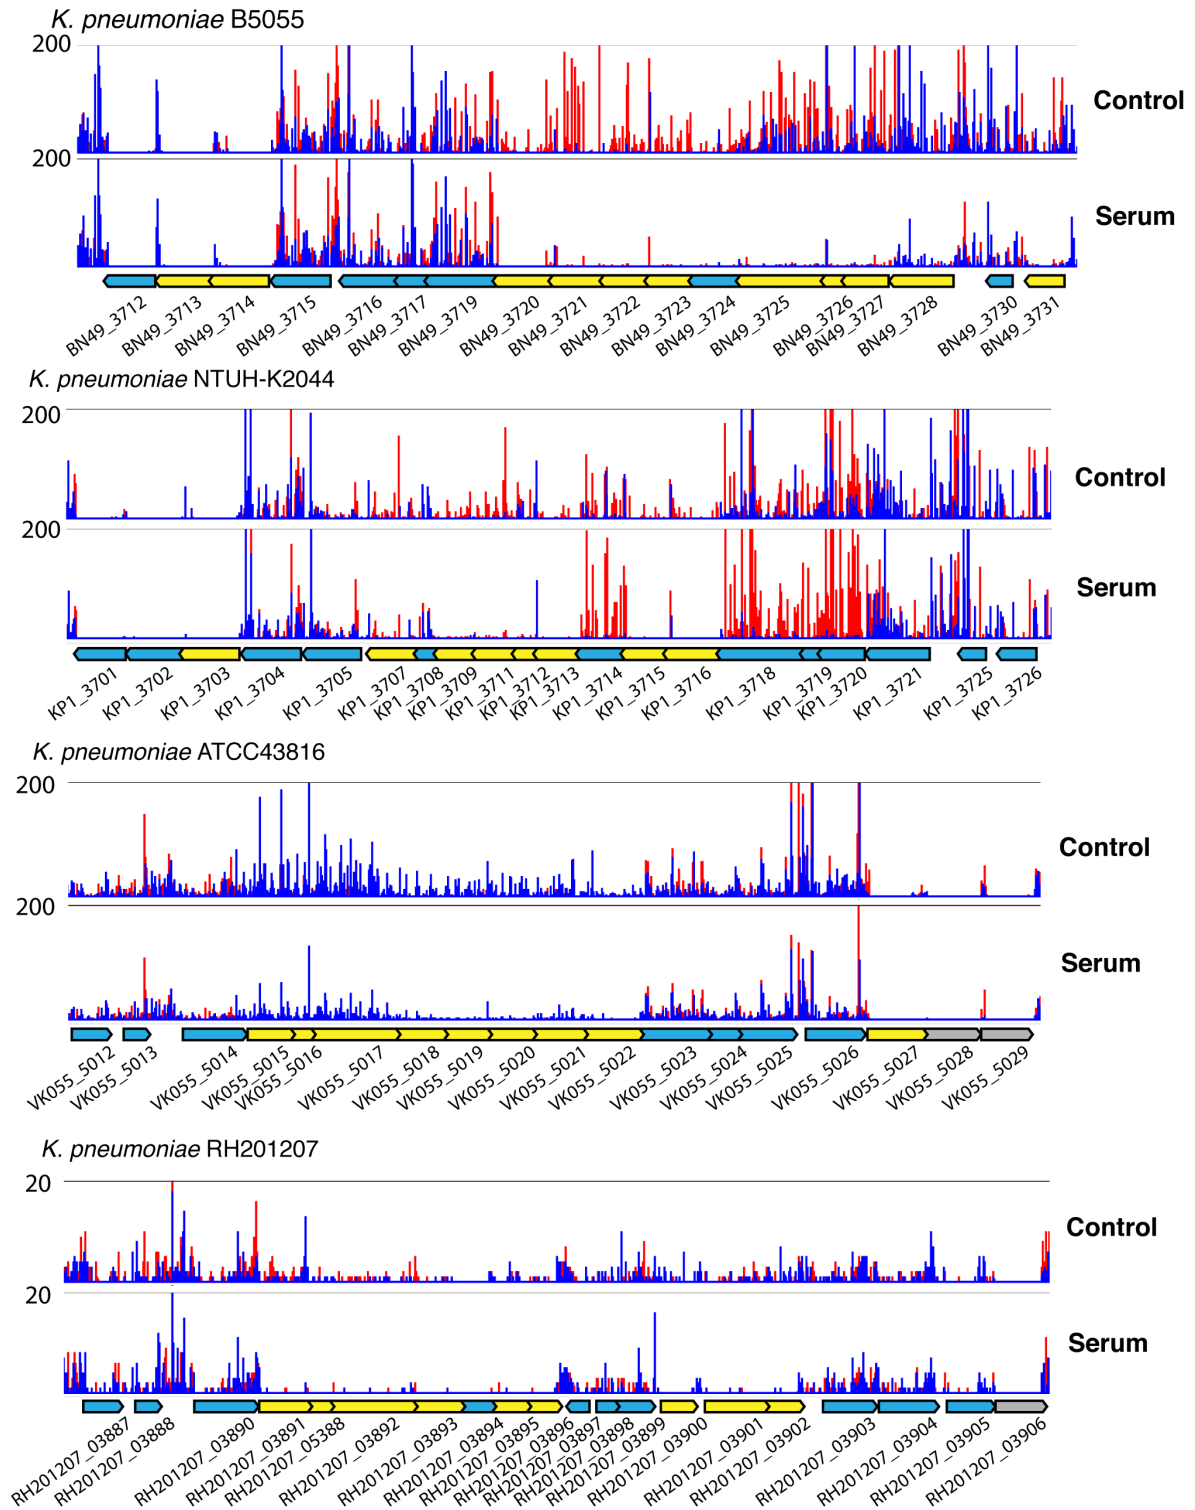 K. pneumoniae B5055
200
Control
200
Serum
BN49_3712 BN49_3713 BN49_3714 BN49_3715 BN49_3716 BN49_3717 BN49_3719 BN49_3720 BN49_3721 BN49_3722 BN49_3723 BN49_3724 BN49_3725 BN49_3726 BN49_3727 BN49_3728 BN49_3730 BN49_3731
K. pneumoniae NTUH-K2044
200
Control
200
Serum
KP1_3701 KP1_3702 KP1_3703 KP1_3704 KP1_3705 KP1_3707 KP1_3708 KP1_3709 KP1_3711 KP1_3712 KP1_3713 KP1_3714 KP1_3715 KP1_3716 KP1_3718 KP1_3719 KP1_3720 KP1_3721 KP1_3725 KP1_3726
K. pneumoniae ATCC43816
200
Control
200
Serum
VK055_5012 VK055_5013 VK055_5014 VK055_5015 VK055_5016 VK055_5017 VK055_5018 VK055_5019 VK055_5020 VK055_5021 VK055_5022 VK055_5023 VK055_5024 VK055_5025 VK055_5026 VK055_5027 VK055_5028 VK055_5029
K. pneumoniae RH201207
20
Control
20
Serum
RH201207_03887 RH201207_03888 RH201207_03890 RH201207_03891 RH201207_05388 RH201207_03892 RH201207_03893 RH201207_03894 RH201207_03895 RH201207_03896 RH201207_03897 RH201207_03898 RH201207_03899 RH201207_03900 RH201207_03901 RH201207_03902 RH201207_03903 RH201207_03904 RH201207_03905 RH201207_03906